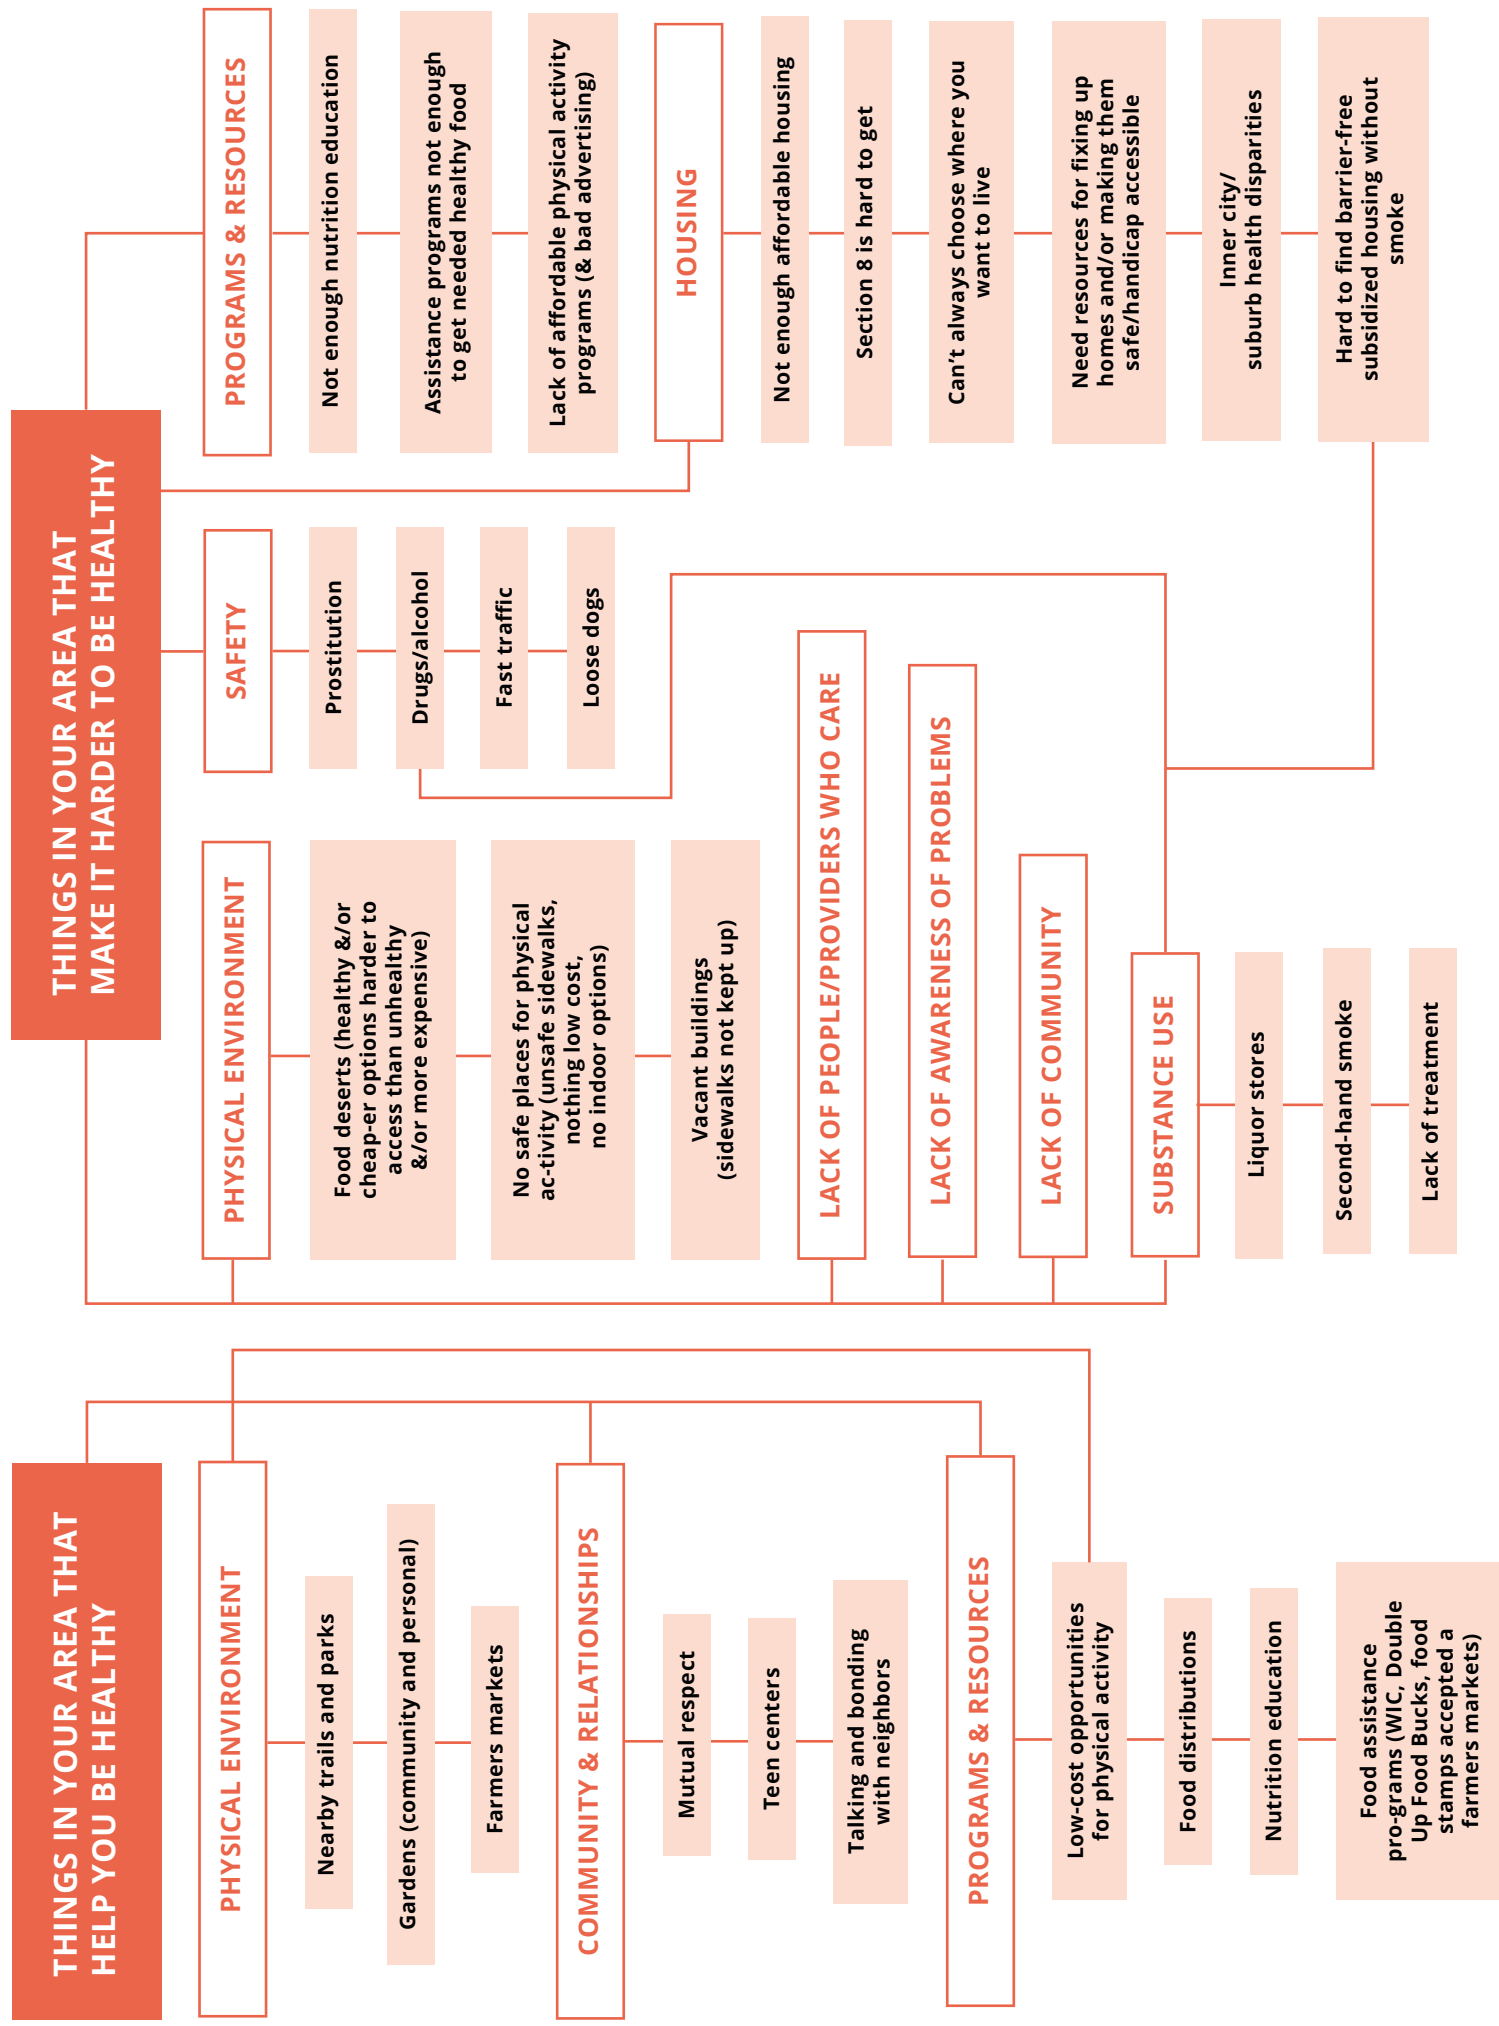 THINGS IN YOUR AREA THAT
HELP YOU BE HEALTHY
PHYSICAL ENVIRONMENT
Nearby trails and parks
Gardens (community and personal)
Farmers markets
COMMUNITY & RELATIONSHIPS
Mutual respect
Teen centers
Talking and bonding
with neighbors
PROGRAMS & RESOURCES
Low-cost opportunities
for physical activity
Food distributions
Nutrition education
Food assistance
pro-grams (WIC, Double
Up Food Bucks, food
stamps accepted a
farmers markets)
THINGS IN YOUR AREA THAT
MAKE IT HARDER TO BE HEALTHY
PHYSICAL ENVIRONMENT
Food deserts (healthy &/or
cheap-er options harder to
access than unhealthy
&/or more expensive)
No safe places for physical
ac-tivity (unsafe sidewalks,
nothing low cost,
no indoor options)
Vacant buildings
(sidewalks not kept up)
LACK OF PEOPLE/PROVIDERS WHO CARE
LACK OF AWARENESS OF PROBLEMS
LACK OF COMMUNITY
SUBSTANCE USE
Liquor stores
Second-hand smoke
Lack of treatment
SAFETY
Prostitution
Drugs/alcohol
Fast traffic
Loose dogs
PROGRAMS & RESOURCES
Not enough nutrition education
Assistance programs not enough
to get needed healthy food
Lack of affordable physical activity
programs (& bad advertising)
HOUSING
Not enough affordable housing
Section 8 is hard to get
Can’t always choose where you
want to live
Need resources for fixing up
homes and/or making them
safe/handicap accessible
Inner city/
suburb health disparities
Hard to find barrier-free
subsidized housing without
smoke